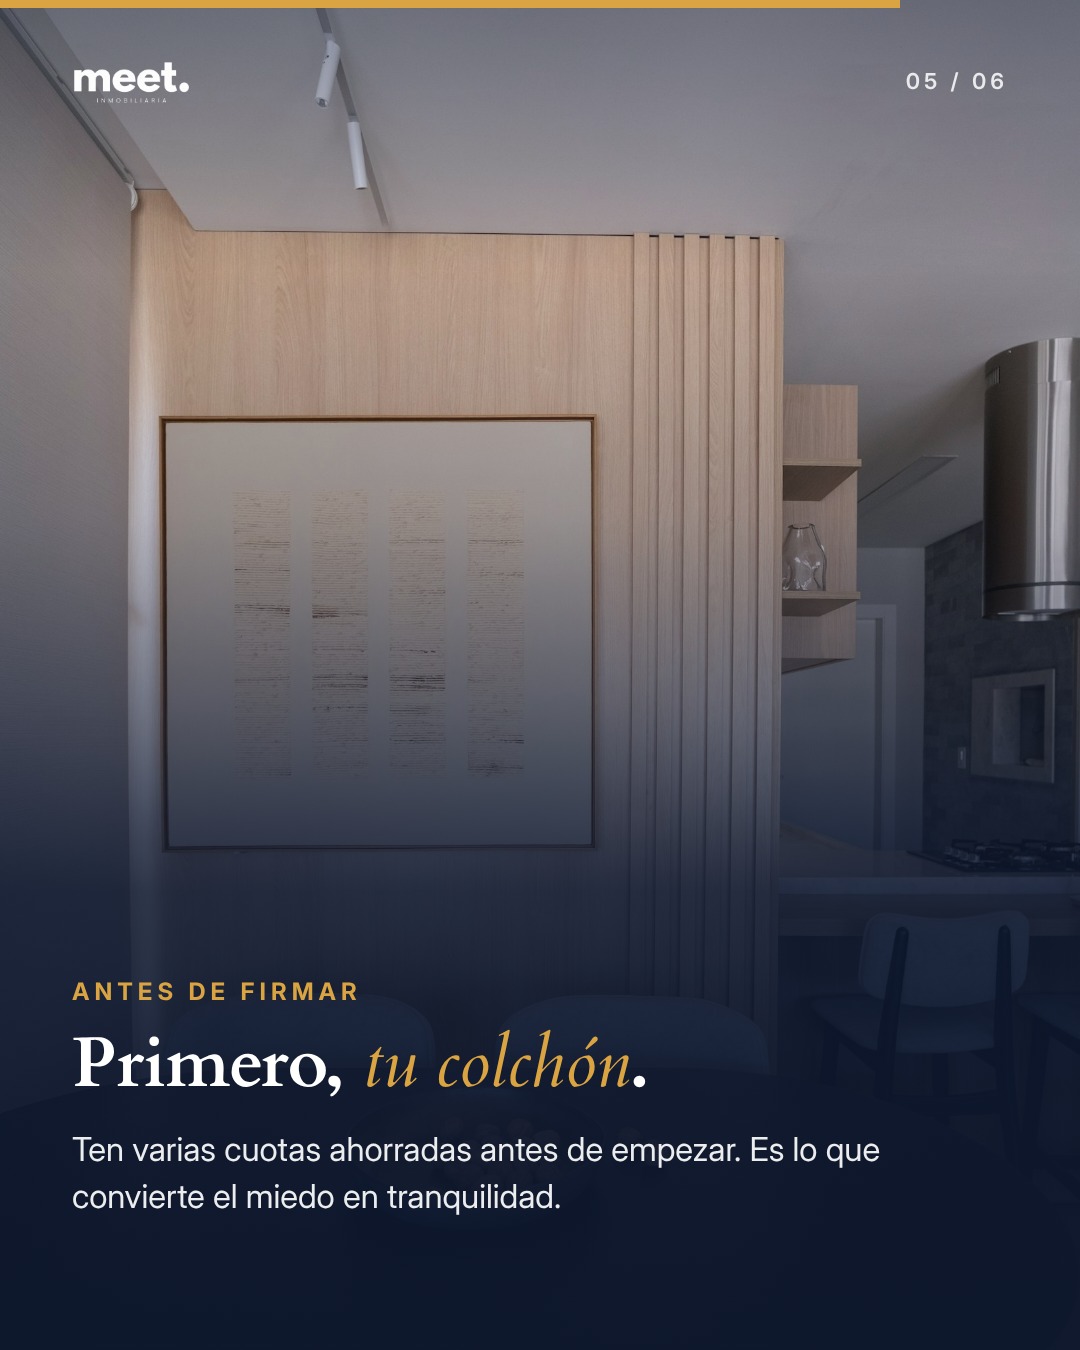 meet.
INMOBILIARIA
05 / 06
ANTES DE FIRMAR
Primero, tu colchón.
Ten varias cuotas ahorradas antes de empezar. Es lo que
convierte el miedo en tranquilidad.